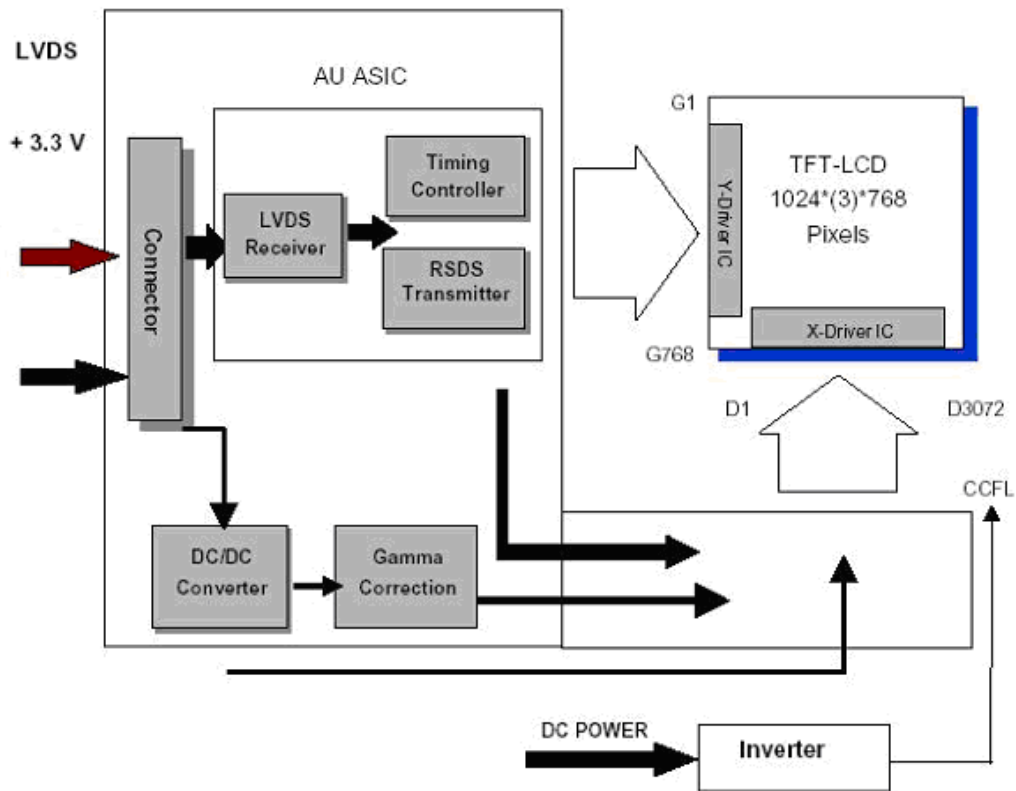 LVDS
+ 3.3 V
AU ASIC
Connector
LVDS
Receiver
Timing
Controller
RSDS
Transmitter
DC/DC
Converter
Gamma
Correction
G1
Y-Driver IC
TFT-LCD
1024*(3)*768
Pixels
X-Driver IC
G768
D1
D3072
CCFL
DC POWER
Inverter